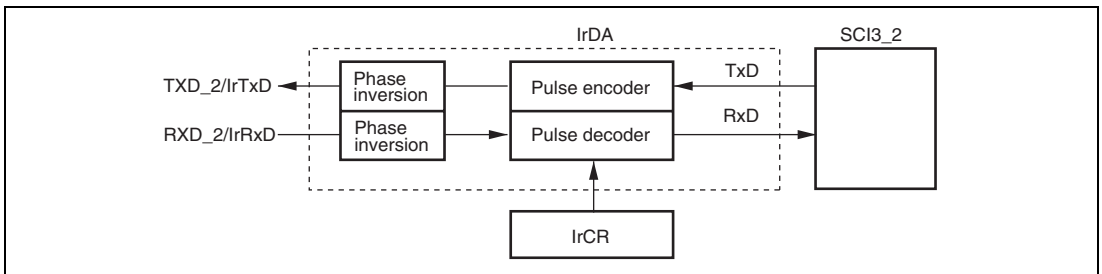 IrDA
SCI3_2
TXD_2/IrTxD
Phase
inversion
Pulse encoder
TxD
RXD_2/IrRxD
Phase
inversion
Pulse decoder
RxD
IrCR